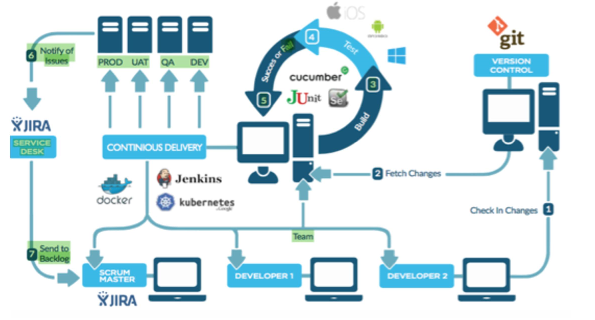 iOS
git
VERSION
CONTROL
6
Notify of
Issues
PROD
UAT
QA
DEV
4
Test
Succes or Fail
cucumber
JUnit
Se
3
5
Build
JIRA
SERVICE
DESK
CONTINIOUS DELIVERY
docker
Jenkins
kubernetes
2
Fetch Changes
Check In Changes
1
Team
7
Send to
Backlog
SCRUM
MASTER
DEVELOPER 1
DEVELOPER 2
JIRA